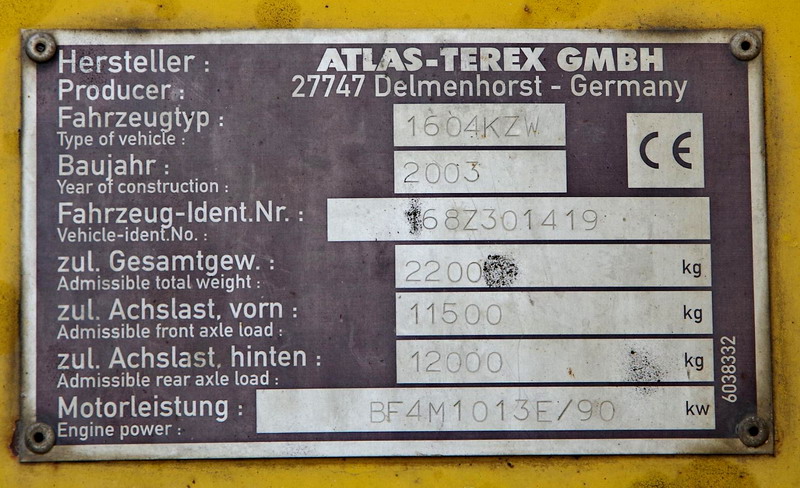 Hersteller : ATLAS-TEREX GMBH
Producer : 27747 Delmenhorst - Germany
Fahrzeugtyp : 1604KZW
Type of vehicle :
CE
Baujahr : 2003
Year of construction :
Fahrzeug-Ident.Nr. : 68Z301419
Vehicle-ident.No. :
zul. Gesamtgew. : 2200 kg
Admissible total weight :
zul. Achslast, vorn : 11500 kg
Admissible front axle load :
zul. Achslast, hinten : 12000 kg
Admissible rear axle load :
6038332
Motorleistung : BF4M1013E/90 kw
Engine power :